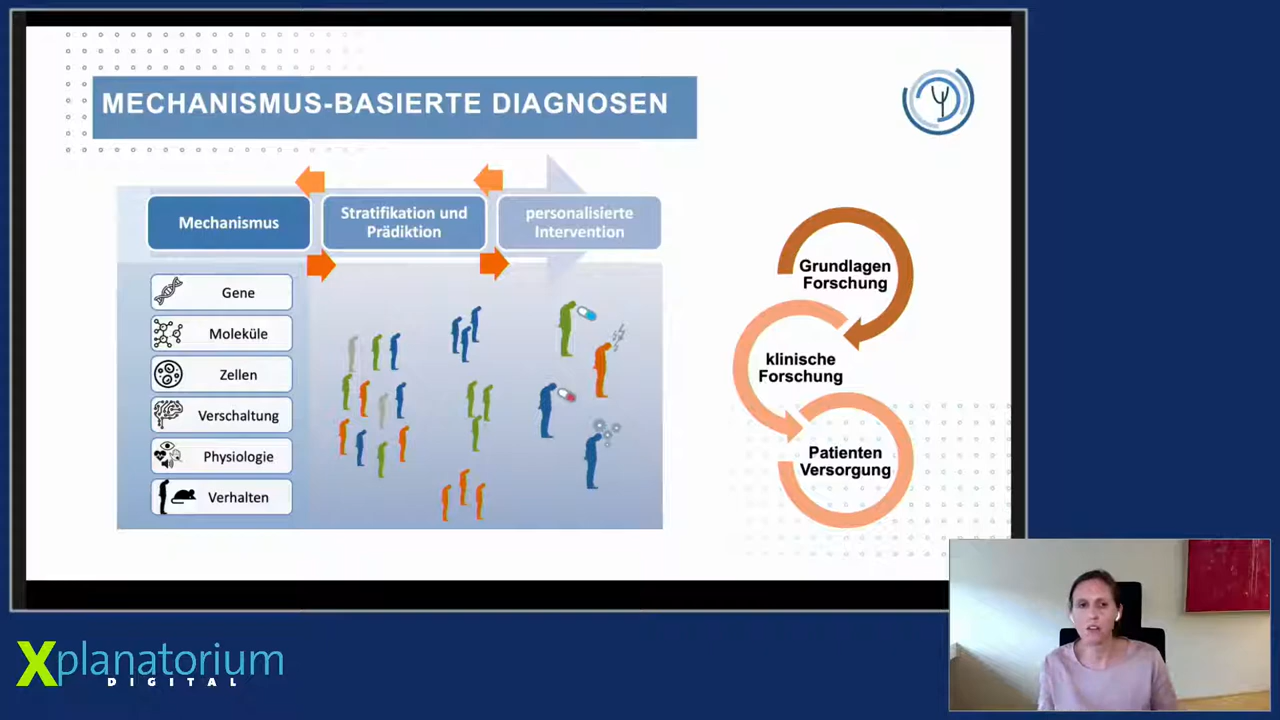 MECHANISMUS-BASIERTE DIAGNOSEN
Mechanismus
Stratifikation und
Prädiktion
personalisierte
Intervention
Gene
Moleküle
Zellen
Verschaltung
Physiologie
Verhalten
Grundlagen
Forschung
klinische
Forschung
Patienten
Versorgung
Xplanatorium
DIGITAL